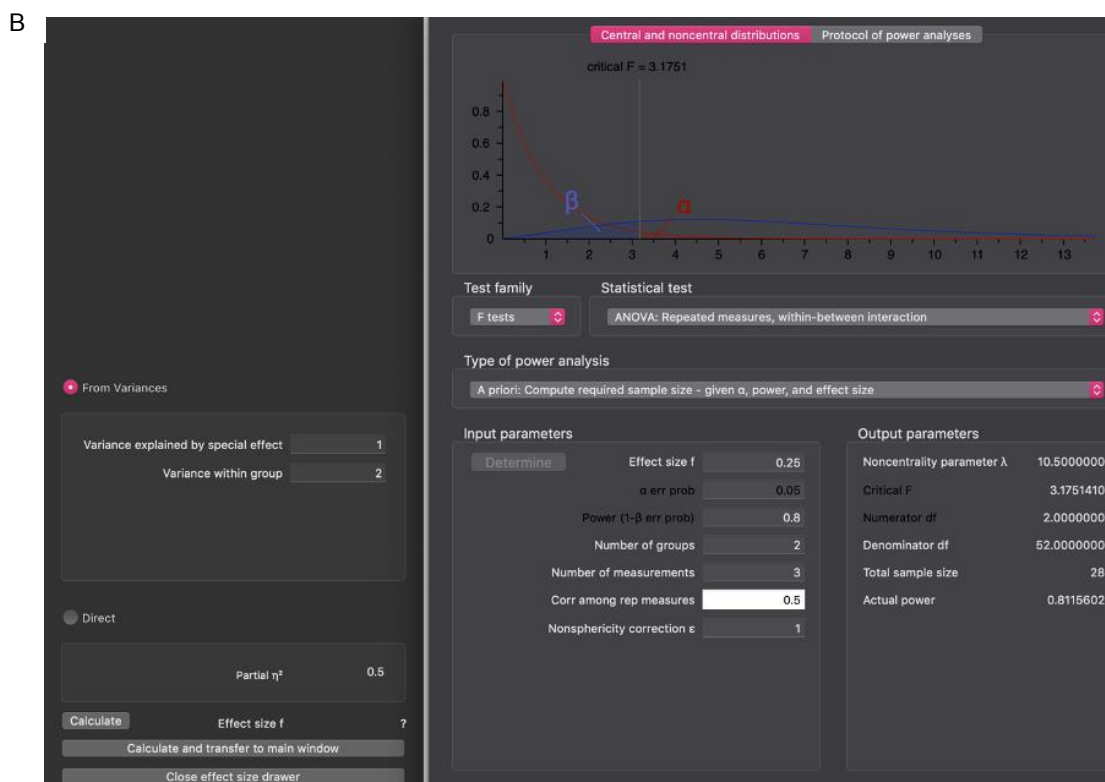 B
Central and noncentral distributions Protocol of power analyses
critical F = 3.1751
0.8
0.6
0.4
0.2
0
β
α
1 2 3 4 5 6 7 8 9 10 11 12 13
Test family Statistical test
F tests ANOVA: Repeated measures, within-between interaction
Type of power analysis
A priori: Compute required sample size - given α, power, and effect size
From Variances
Variance explained by special effect 1
Variance within group 2
Direct
Partial η² 0.5
Calculate Effect size f ?
Calculate and transfer to main window
Close effect size drawer
Input parameters
Determine Effect size f 0.25
α err prob 0.05
Power (1-β err prob) 0.8
Number of groups 2
Number of measurements 3
Corr among rep measures 0.5
Nonsphericity correction ε 1
Output parameters
Noncentrality parameter λ 10.5000000
Critical F 3.1751410
Numerator df 2.0000000
Denominator df 52.0000000
Total sample size 28
Actual power 0.8115602